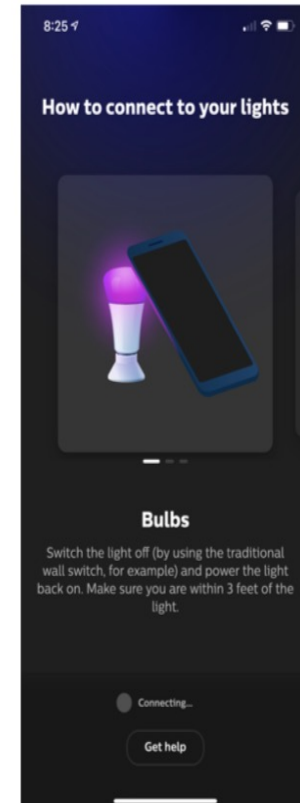 8:25
How to connect to your lights
Bulbs
Switch the light off (by using the traditional
wall switch, for example) and power the light
back on. Make sure you are within 3 feet of the
light.
Connecting...
Get help